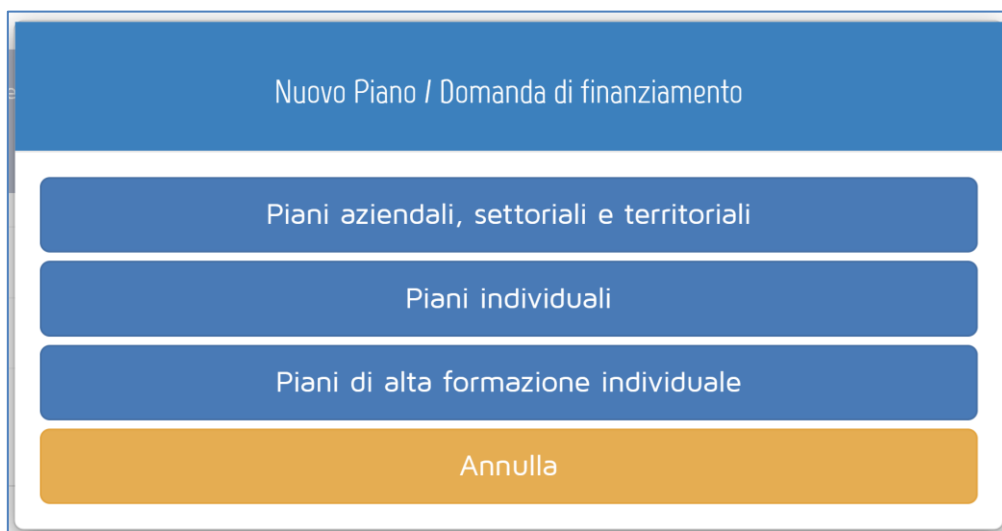 Nuovo Piano / Domanda di finanziamento
Piani aziendali, settoriali e territoriali
Piani individuali
Piani di alta formazione individuale
Annulla